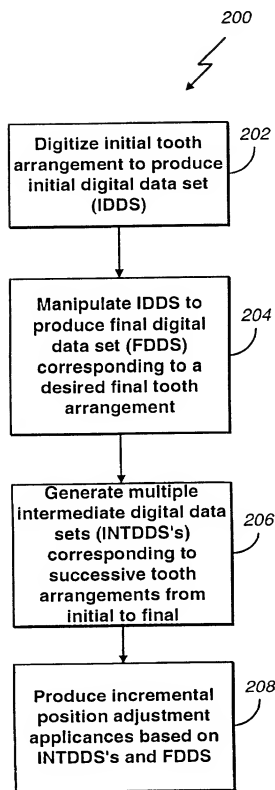 200
Digitize initial tooth
arrangement to produce
initial digital data set
(IDDS)
202
Manipulate IDDS to
produce final digital
data set (FDDS)
corresponding to a
desired final tooth
arrangement
204
Generate multiple
intermediate digital data
sets (INTDDS's)
corresponding to
successive tooth
arrangements from
initial to final
206
Produce incremental
position adjustment
applicances based on
INTDDS's and FDDS
208